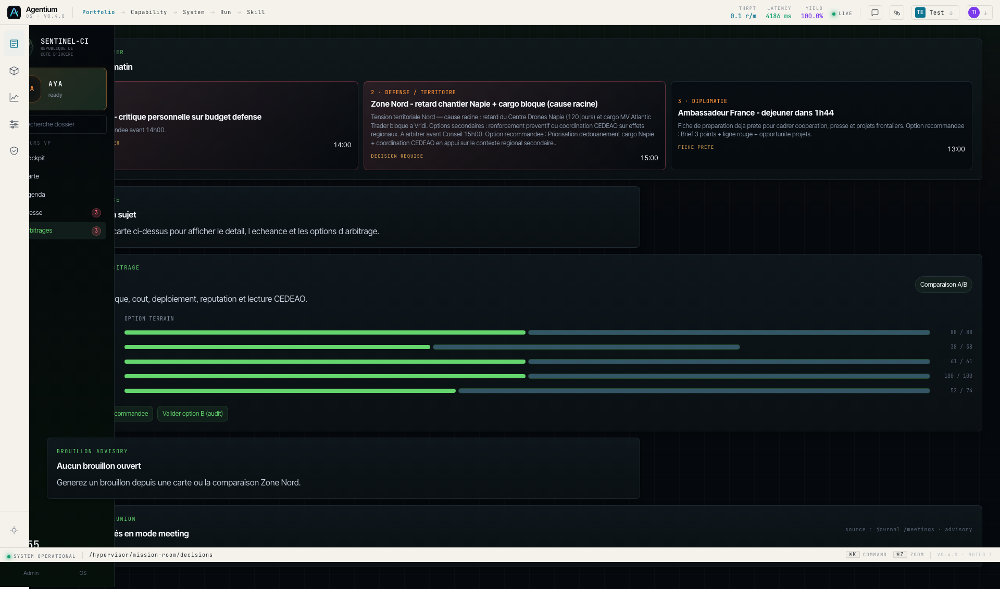 Agentium
OS · V0.4.0
Portfolio → Capability → System → Run → Skill
THRPT
0.1 r/m
LATENCY
4186 ms
YIELD
100.0%
LIVE
TE Test ↓
TI ↓
SENTINEL-CI
REPUBLIQUE DE
COTE D'IVOIRE
A
AYA
ready
echerche dossier
URS VP
ockpit
arte
genda
esse 3
bitrages 3
55
Admin OS
RER
matin
- critique personnelle sur budget defense
ndee avant 14h00.
ER
14:00
2 · DEFENSE / TERRITOIRE
Zone Nord - retard chantier Napie + cargo bloque (cause racine)
Tension territoriale Nord — cause racine : retard du Centre Drones Napie (120 jours) et cargo MV Atlantic
Trader bloque a Vridi. Options secondaires : renforcement preventif ou coordination CEDEAO sur effets
regionaux. A arbitrer avant Conseil 15h00. Option recommandee : Priorisation dedouanement cargo Napie
+ coordination CEDEAO en appui sur le contexte regional secondaire..
DECISION REQUISE
15:00
3 · DIPLOMATIE
Ambassadeur France - dejeuner dans 1h44
Fiche de preparation deja prete pour cadrer cooperation, presse et projets frontaliers. Option recommandee
: Brief 3 points + ligne rouge + opportunite projets.
FICHE PRETE
13:00
GE
n sujet
carte ci-dessus pour afficher le detail, l echeance et les options d arbitrage.
BITRAGE
Comparaison A/B
que, cout, deploiement, reputation et lecture CEDEAO.
OPTION TERRAIN
88 / 88
38 / 38
61 / 61
100 / 100
52 / 74
commandee
Valider option B (audit)
BROUILLON ADVISORY
Aucun brouillon ouvert
Generez un brouillon depuis une carte ou la comparaison Zone Nord.
EUNION
és en mode meeting
source : journal /meetings · advisory
SYSTEM OPERATIONAL
/hypervisor/mission-room/decisions
⌘K COMMAND ⌘Z ZOOM
V0.4.0 · BUILD 1